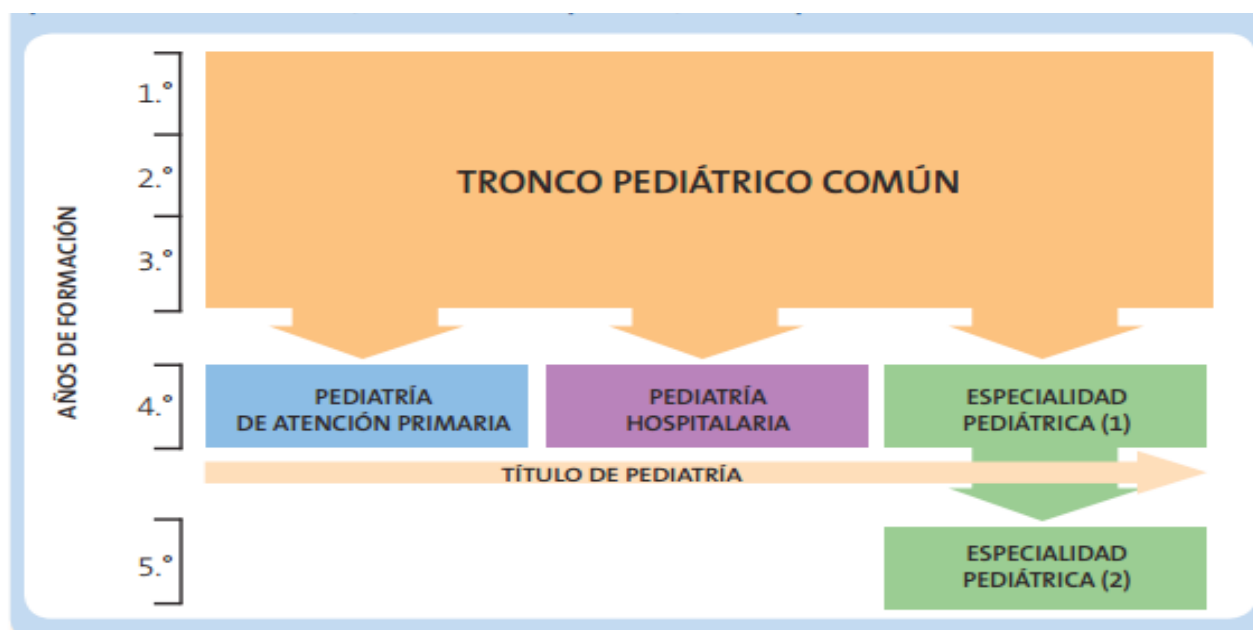 AÑOS DE FORMACIÓN
1.º
2.º
3.º
TRONCO PEDIÁTRICO COMÚN
4.º
PEDIATRÍA
DE ATENCIÓN PRIMARIA
PEDIATRÍA
HOSPITALARIA
ESPECIALIDAD
PEDIÁTRICA (1)
TÍTULO DE PEDIATRÍA
5.º
ESPECIALIDAD
PEDIÁTRICA (2)